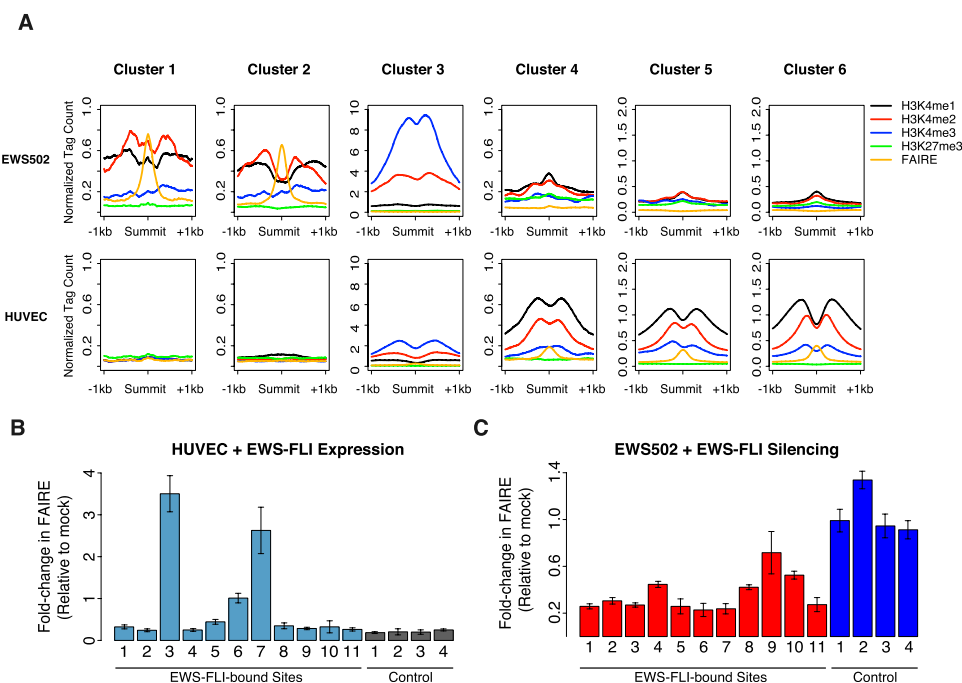 A
Cluster 1 Cluster 2 Cluster 3 Cluster 4 Cluster 5 Cluster 6
EWS502
Normalized Tag Count
0.2 0.6 1.0
0.2 0.6 1.0
0 2 4 6 8 10
0.2 0.6 1.0
0.0 0.5 1.0 1.5 2.0
0.0 0.5 1.0 1.5 2.0
H3K4me1
H3K4me2
H3K4me3
H3K27me3
FAIRE
-1kb Summit +1kb -1kb Summit +1kb -1kb Summit +1kb -1kb Summit +1kb -1kb Summit +1kb -1kb Summit +1kb
HUVEC
Normalized Tag Count
0.2 0.6 1.0
0.2 0.6 1.0
0 2 4 6 8 10
0.2 0.6 1.0
0.0 0.5 1.0 1.5 2.0
0.0 0.5 1.0 1.5 2.0
-1kb Summit +1kb -1kb Summit +1kb -1kb Summit +1kb -1kb Summit +1kb -1kb Summit +1kb -1kb Summit +1kb
B
HUVEC + EWS-FLI Expression
Fold-change in FAIRE
(Relative to mock)
0 1 2 3 4
1 2 3 4 5 6 7 8 9 10 11 1 2 3 4
EWS-FLI-bound Sites Control
C
EWS502 + EWS-FLI Silencing
Fold-change in FAIRE
(Relative to mock)
0.2 0.6 1.0 1.4
1 2 3 4 5 6 7 8 9 10 11 1 2 3 4
EWS-FLI-bound Sites Control